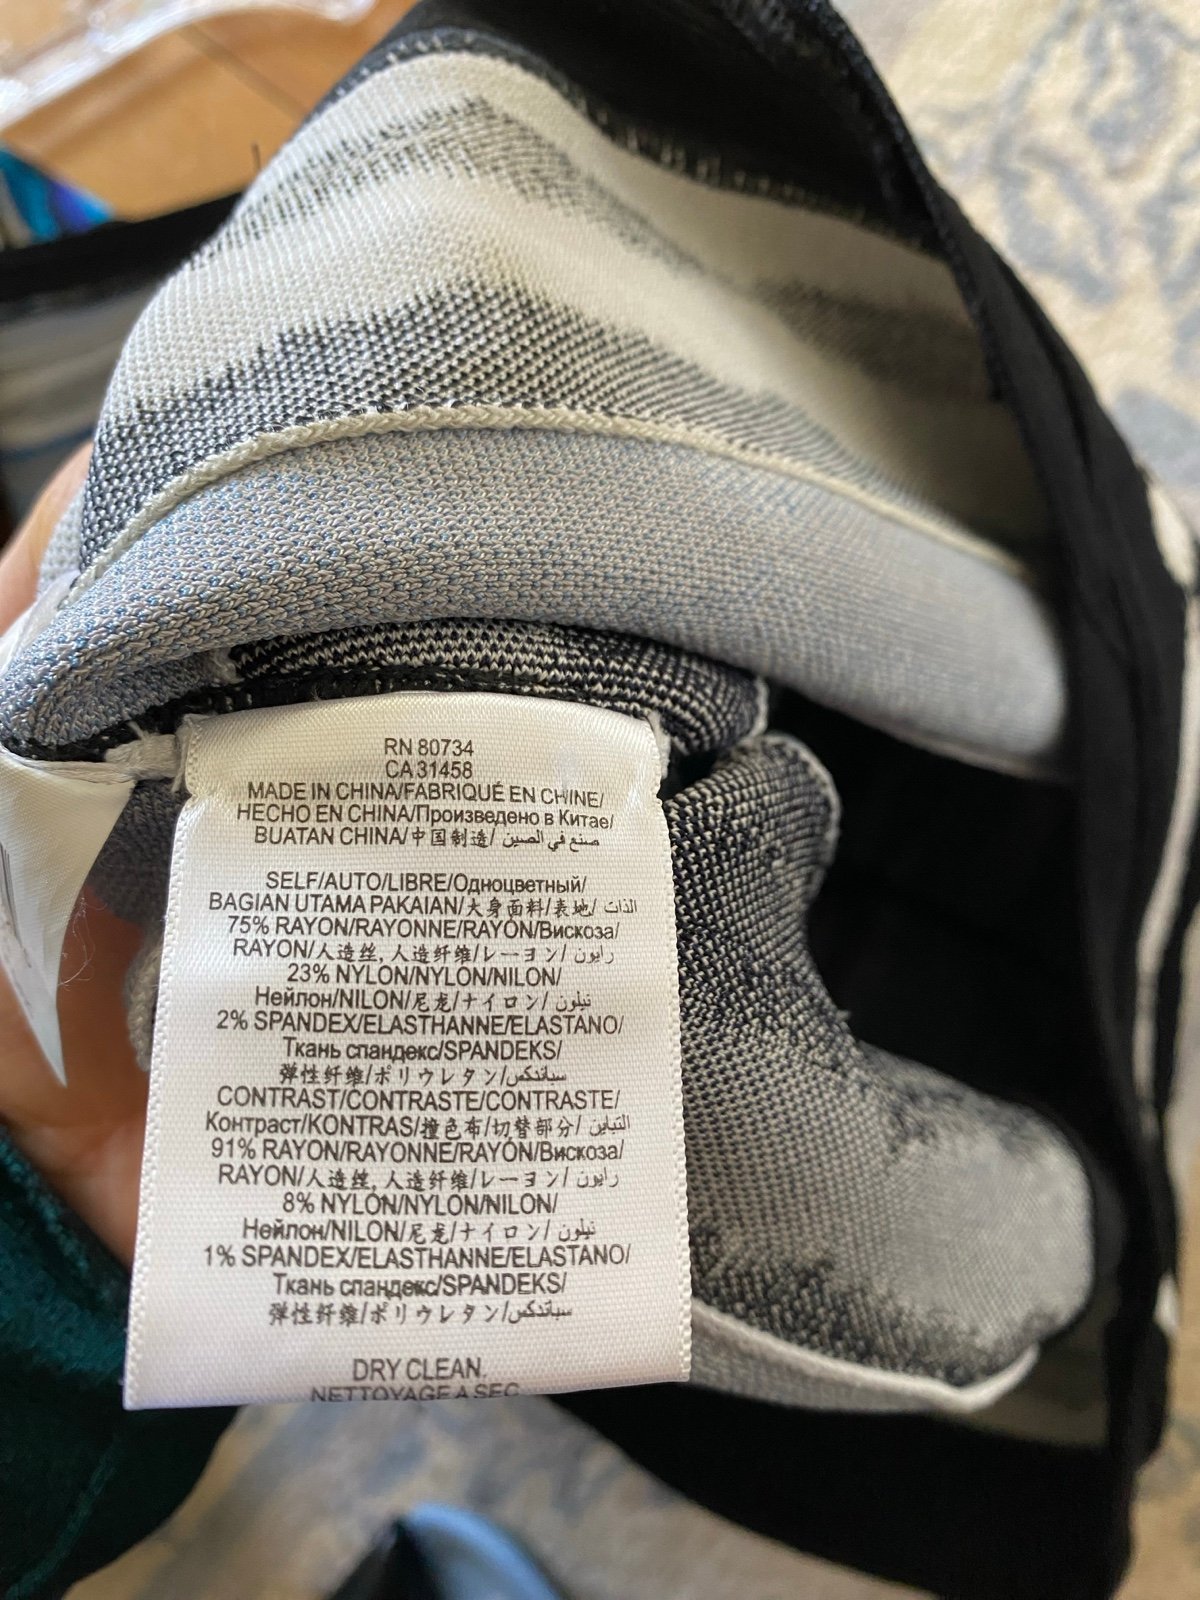 RN 80734
CA 31458
MADE IN CHINA/FABRIQUÉ EN CHINE/
HECHO EN CHINA/Произведено в Китае/
BUATAN CHINA/中国制造/ صنع في الصين
SELF/AUTO/LIBRE/Одноцветный/
BAGIAN UTAMA PAKAIAN/大身面料/表地/ الذات
75% RAYON/RAYONNE/RAYÓN/Вискоза/
RAYON/人造丝, 人造纤维/レーヨン/ رايون
23% NYLON/NYLON/NILON/
Нейлон/NILON/尼龙/ナイロン/ نيلون
2% SPANDEX/ELASTHANNE/ELASTANO/
Ткань спандекс/SPANDEKS/
弹性纤维/ポリウレタン/سباندكس
CONTRAST/CONTRASTE/CONTRASTE/
Контраст/KONTRAS/撞色布/切替部分/ التباين
91% RAYON/RAYONNE/RAYÓN/Вискоза/
RAYON/人造丝, 人造纤维/レーヨン/ رايون
8% NYLON/NYLON/NILON/
Нейлон/NILON/尼龙/ナイロン/ نيلون
1% SPANDEX/ELASTHANNE/ELASTANO/
Ткань спандекс/SPANDEKS/
弹性纤维/ポリウレタン/سباندكس
DRY CLEAN.
NETTOYAGE A SEC